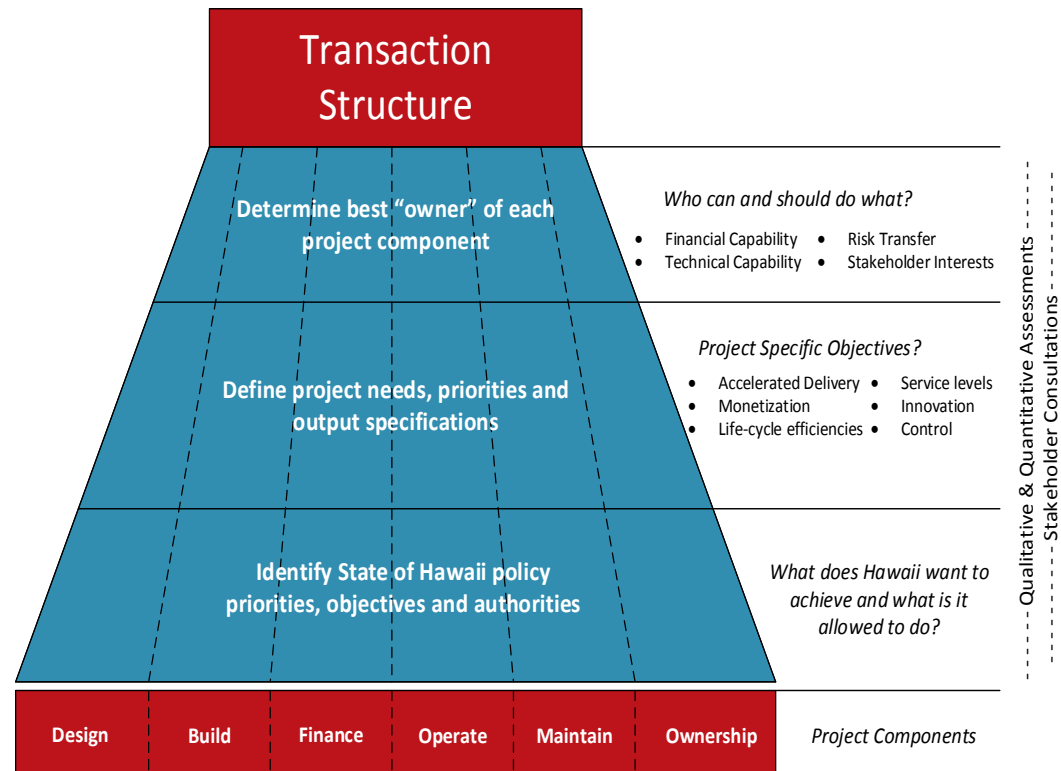 Transaction
Structure
Determine best “owner” of each
project component
Who can and should do what?
• Financial Capability • Risk Transfer
• Technical Capability • Stakeholder Interests
Define project needs, priorities and
output specifications
Project Specific Objectives?
• Accelerated Delivery • Service levels
• Monetization • Innovation
• Life-cycle efficiencies • Control
Identify State of Hawaii policy
priorities, objectives and authorities
What does Hawaii want to
achieve and what is it
allowed to do?
Qualitative & Quantitative Assessments
Stakeholder Consultations
Design Build Finance Operate Maintain Ownership Project Components